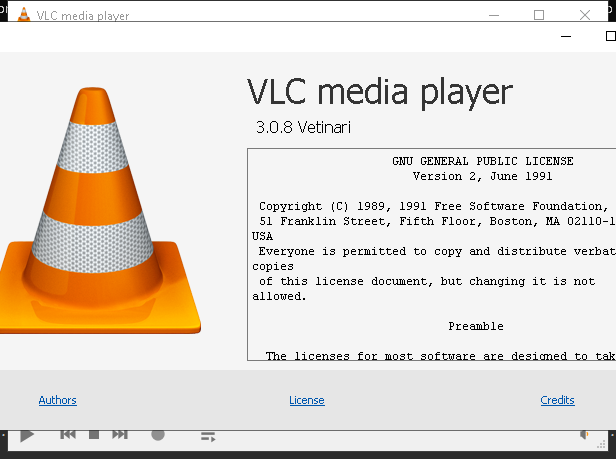 VLC media player
VLC media player
3.0.8 Vetinari
GNU GENERAL PUBLIC LICENSE
Version 2, June 1991
Copyright (C) 1989, 1991 Free Software Foundation,
51 Franklin Street, Fifth Floor, Boston, MA 02110-1
USA
Everyone is permitted to copy and distribute verbat
copies
of this license document, but changing it is not
allowed.
Preamble
The licenses for most software are designed to tak
Authors
License
Credits